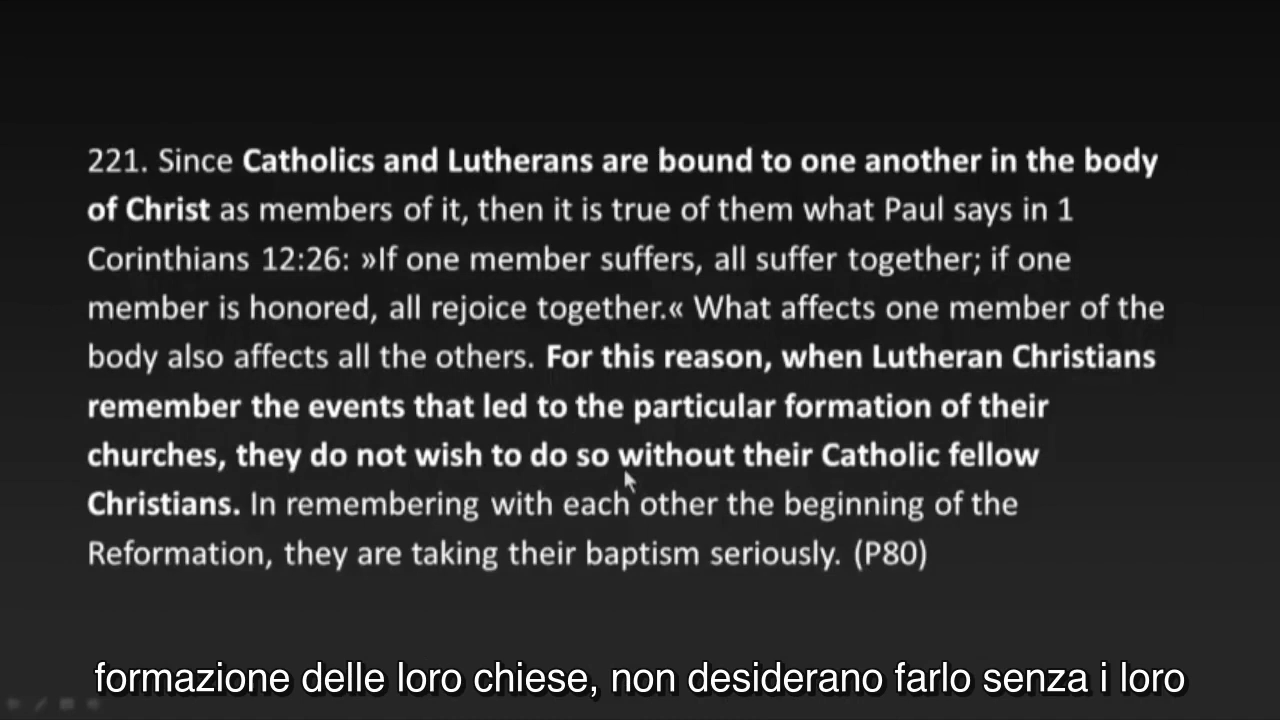 221. Since Catholics and Lutherans are bound to one another in the body
of Christ as members of it, then it is true of them what Paul says in 1
Corinthians 12:26: »If one member suffers, all suffer together; if one
member is honored, all rejoice together.« What affects one member of the
body also affects all the others. For this reason, when Lutheran Christians
remember the events that led to the particular formation of their
churches, they do not wish to do so without their Catholic fellow
Christians. In remembering with each other the beginning of the
Reformation, they are taking their baptism seriously. (P80)
formazione delle loro chiese, non desiderano farlo senza i loro